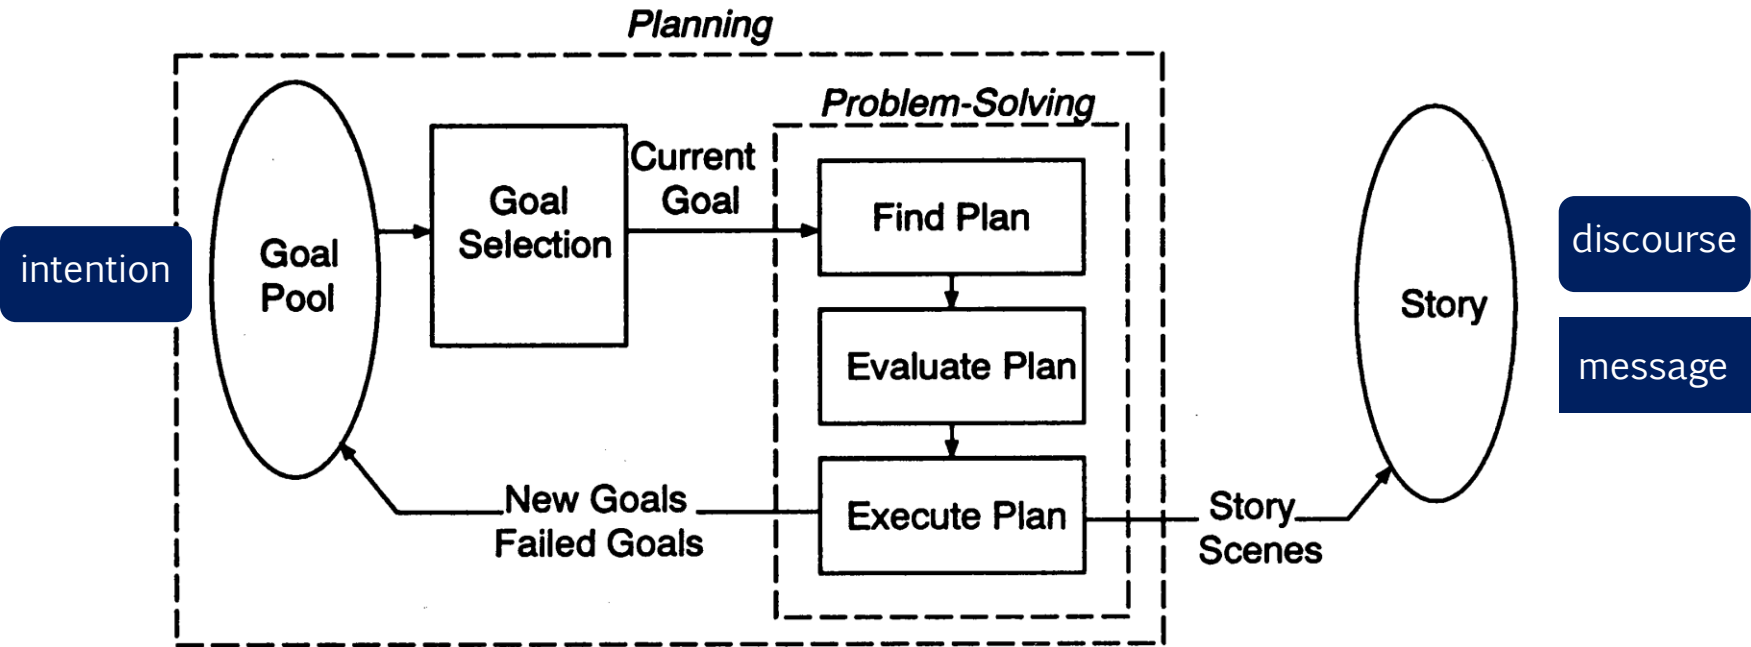 Planning
Problem-Solving
intention
Goal
Pool
Goal
Selection
Current
Goal
Find Plan
Evaluate Plan
Execute Plan
New Goals
Failed Goals
Story
Scenes
Story
discourse
message